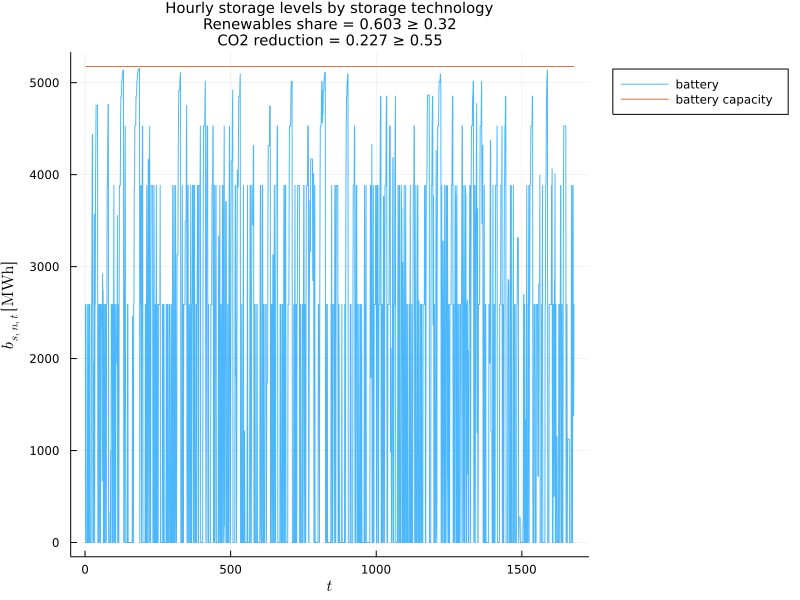 Hourly storage levels by storage technology
Renewables share = 0.603 ≥ 0.32
CO2 reduction = 0.227 ≥ 0.55
battery
battery capacity
b_{s, n, t} [MWh]
5000
4000
3000
2000
1000
0
0 500 1000 1500
t